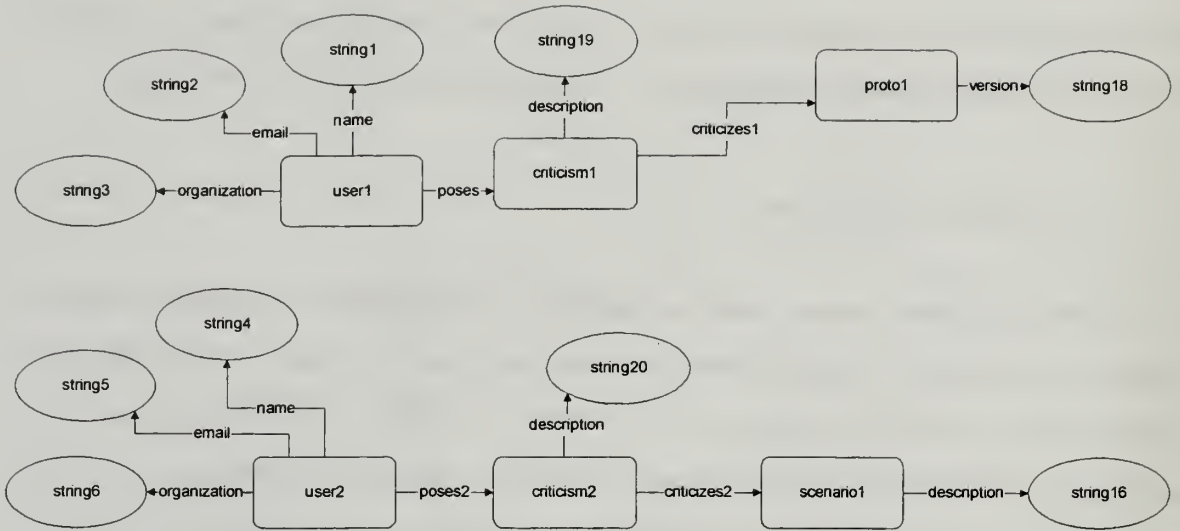 string1
string19
string2
proto1
version
string18
description
name
email
criticizes1
string3
organization
user1
poses
criticism1
string4
string20
string5
name
email
description
string6
organization
user2
poses2
criticism2
criticizes2
scenario1
description
string16